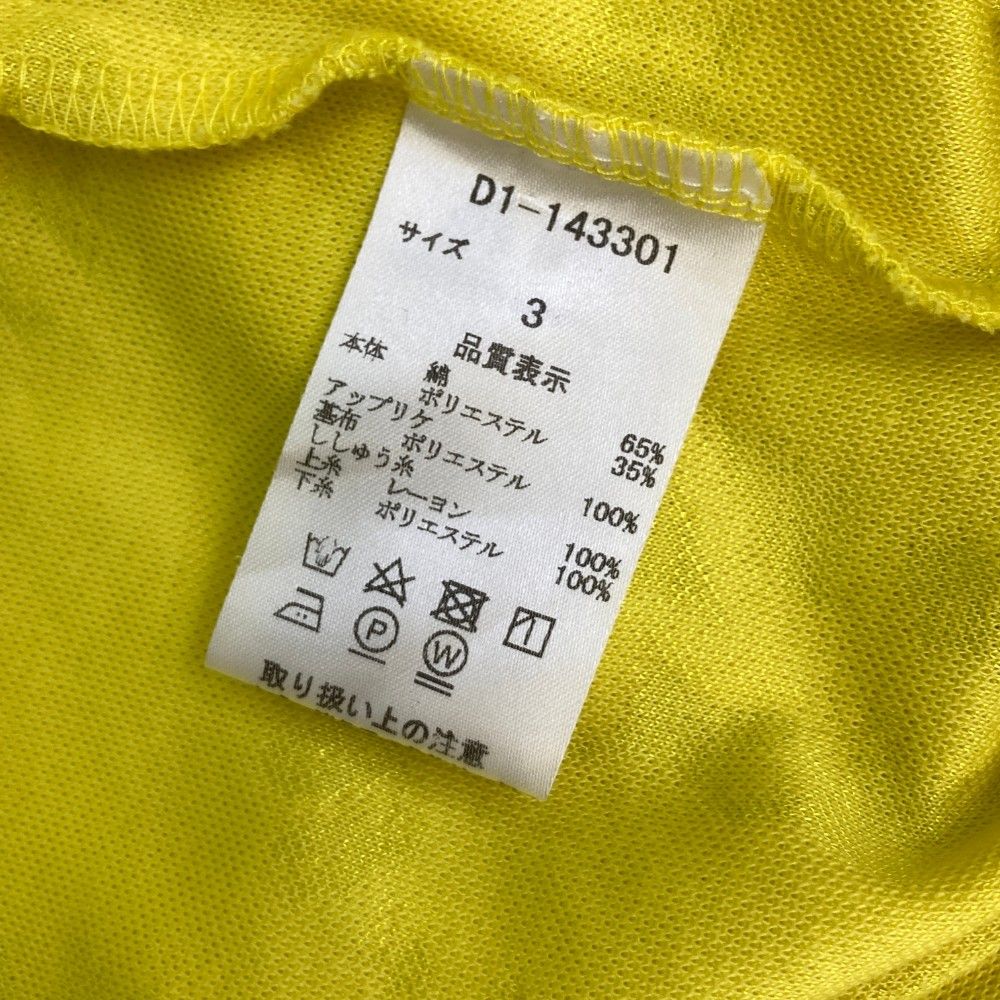 D1-143301
サイズ
3
品質表示
本体 綿 65%
ポリエステル 35%
アップリケ
基布 ポリエステル 100%
ししゅう糸
上糸 レーヨン 100%
下糸 ポリエステル 100%
P
W
取り扱い上の注意